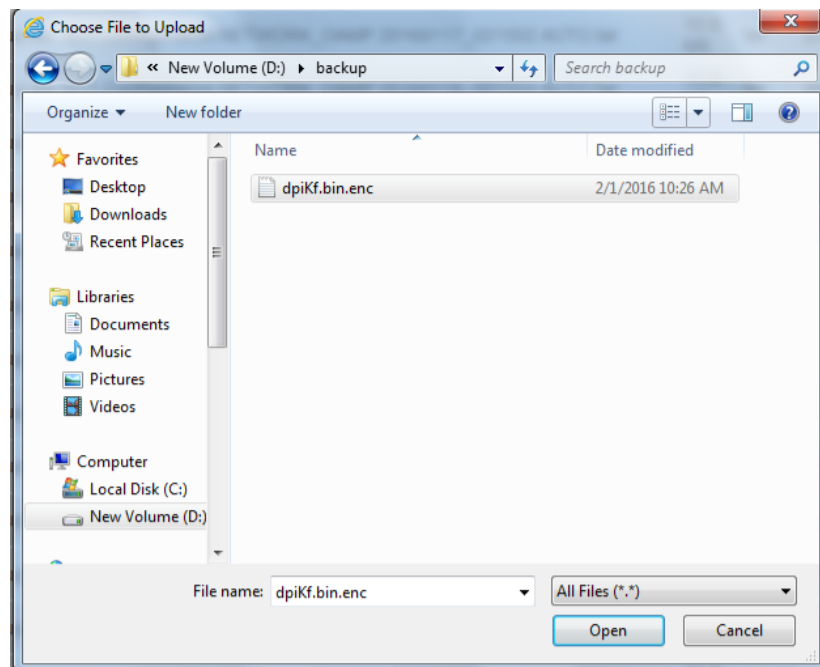 Choose File to Upload
« New Volume (D:) backup
Search backup
Organize
New folder
Name
Date modified
Favorites
dpiKf.bin.enc
2/1/2016 10:26 AM
Desktop
Downloads
Recent Places
Libraries
Documents
Music
Pictures
Videos
Computer
Local Disk (C:)
New Volume (D:)
File name: dpiKf.bin.enc
All Files (*.*)
Open
Cancel